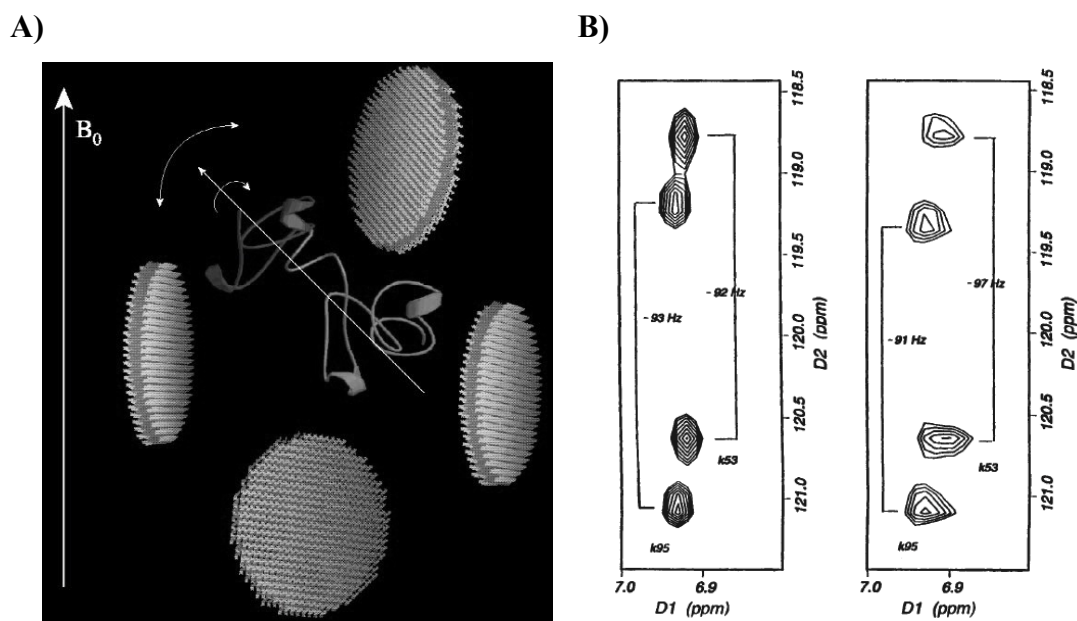 A)
B)
B0
118.5
119.0
119.5
120.0
120.5
121.0
D2 (ppm)
- 92 Hz
- 93 Hz
k53
k95
7.0
6.9
D1 (ppm)
118.5
119.0
119.5
120.0
120.5
121.0
D2 (ppm)
- 97 Hz
- 91 Hz
k53
k95
7.0
6.9
D1 (ppm)